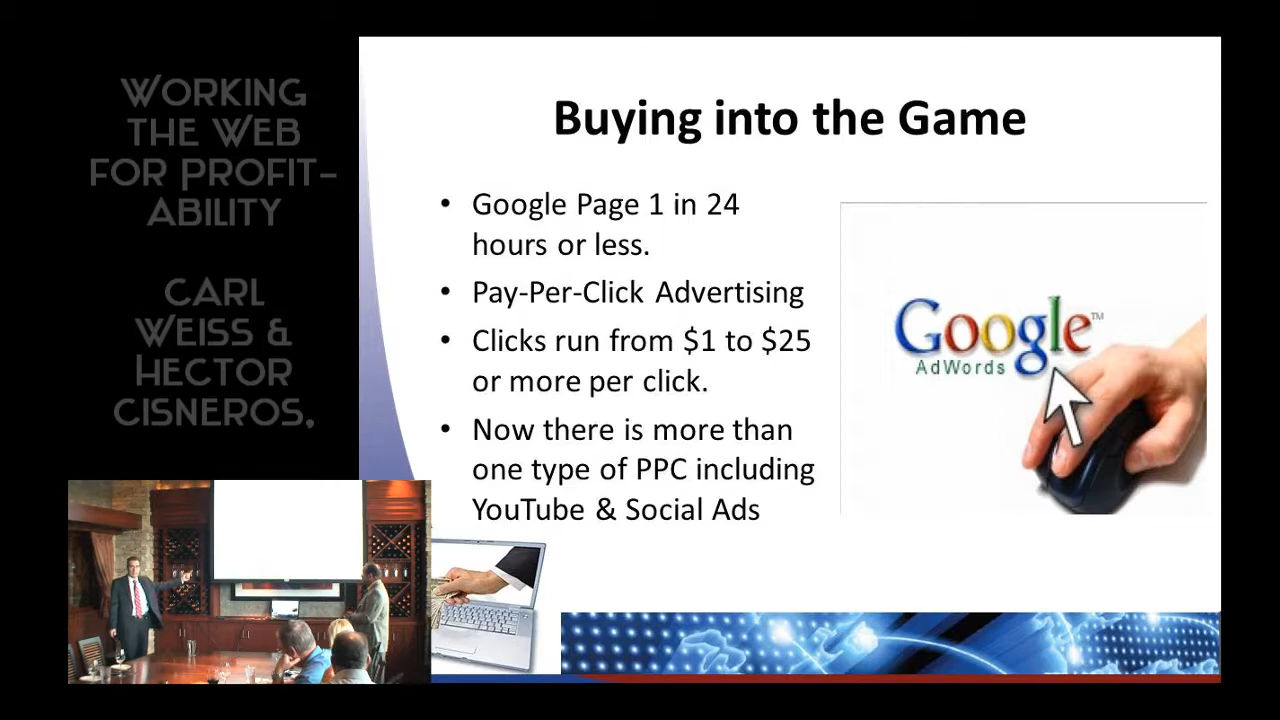 WORKING
THE WEB
FOR PROFIT-
ABILITY
CARL
WEISS &
HECTOR
CISNEROS,
Buying into the Game
• Google Page 1 in 24
hours or less.
• Pay-Per-Click Advertising
• Clicks run from $1 to $25
or more per click.
• Now there is more than
one type of PPC including
YouTube & Social Ads
Google™
AdWords